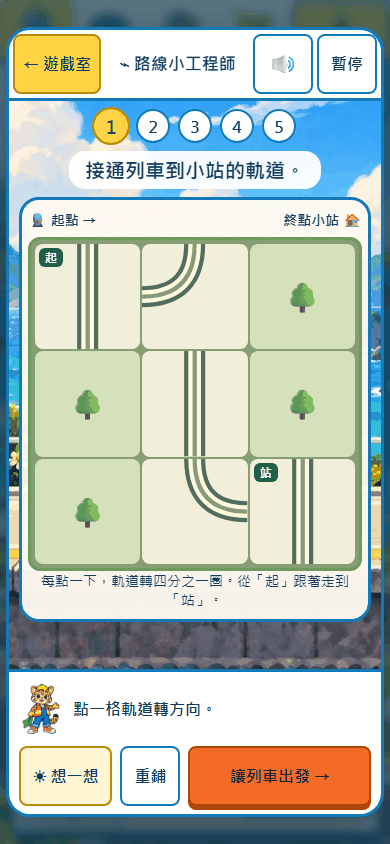 ← 遊戲室
⌁ 路線小工程師
暫停
1 2 3 4 5
接通列車到小站的軌道。
起點 →
終點小站
起
站
每點一下，軌道轉四分之一圈。從「起」跟著走到
「站」。
點一格軌道轉方向。
☀ 想一想
重鋪
讓列車出發 →